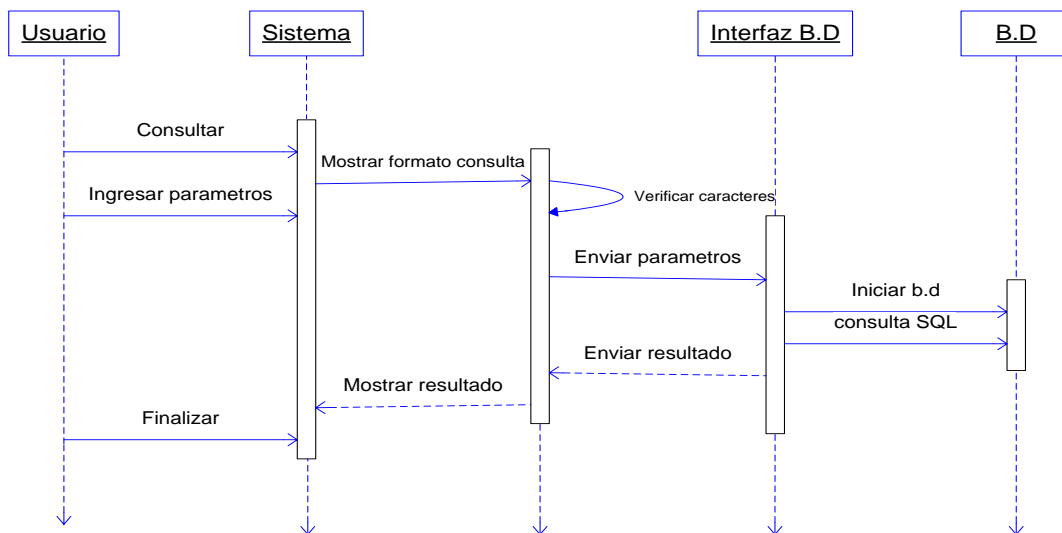 Usuario
Sistema
Interfaz B.D
B.D
Consultar
Mostrar formato consulta
Ingresar parametros
Verificar caracteres
Enviar parametros
Iniciar b.d
consulta SQL
Enviar resultado
Mostrar resultado
Finalizar